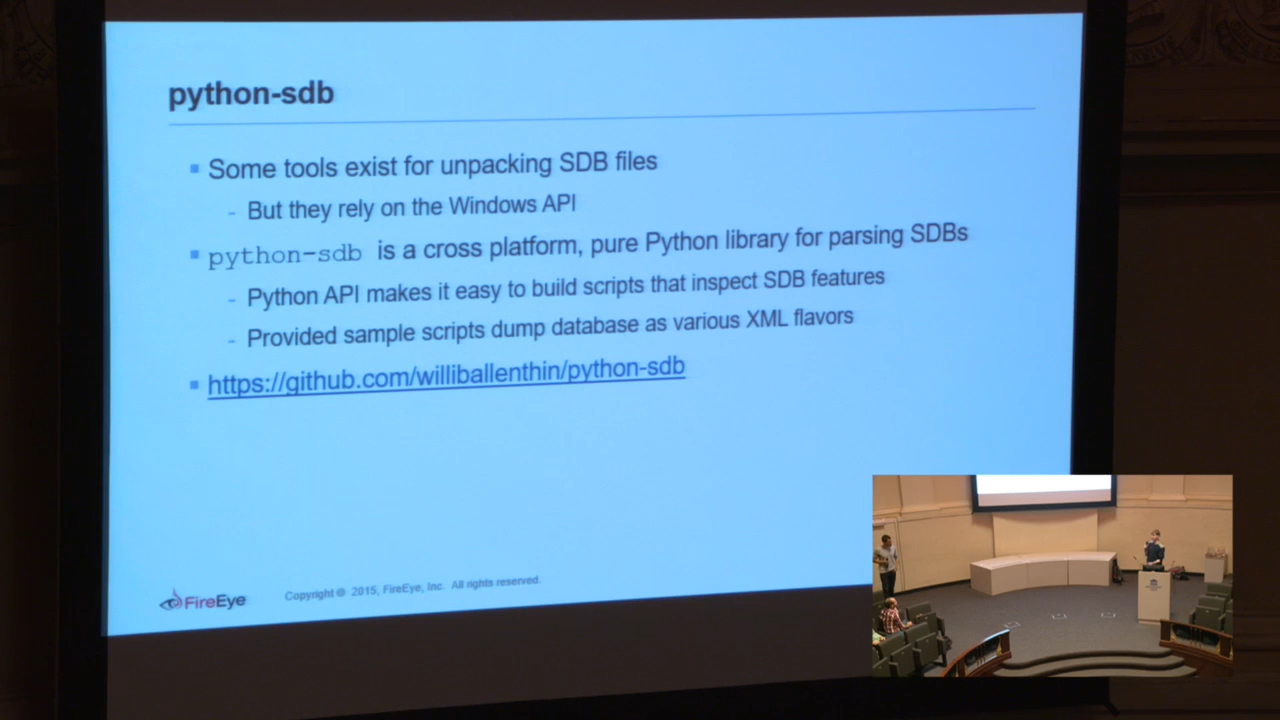 python-sdb
Some tools exist for unpacking SDB files
- But they rely on the Windows API
python-sdb is a cross platform, pure Python library for parsing SDBs
- Python API makes it easy to build scripts that inspect SDB features
- Provided sample scripts dump database as various XML flavors
https://github.com/williballenthin/python-sdb
FireEye
Copyright © 2015, FireEye, Inc. All rights reserved.